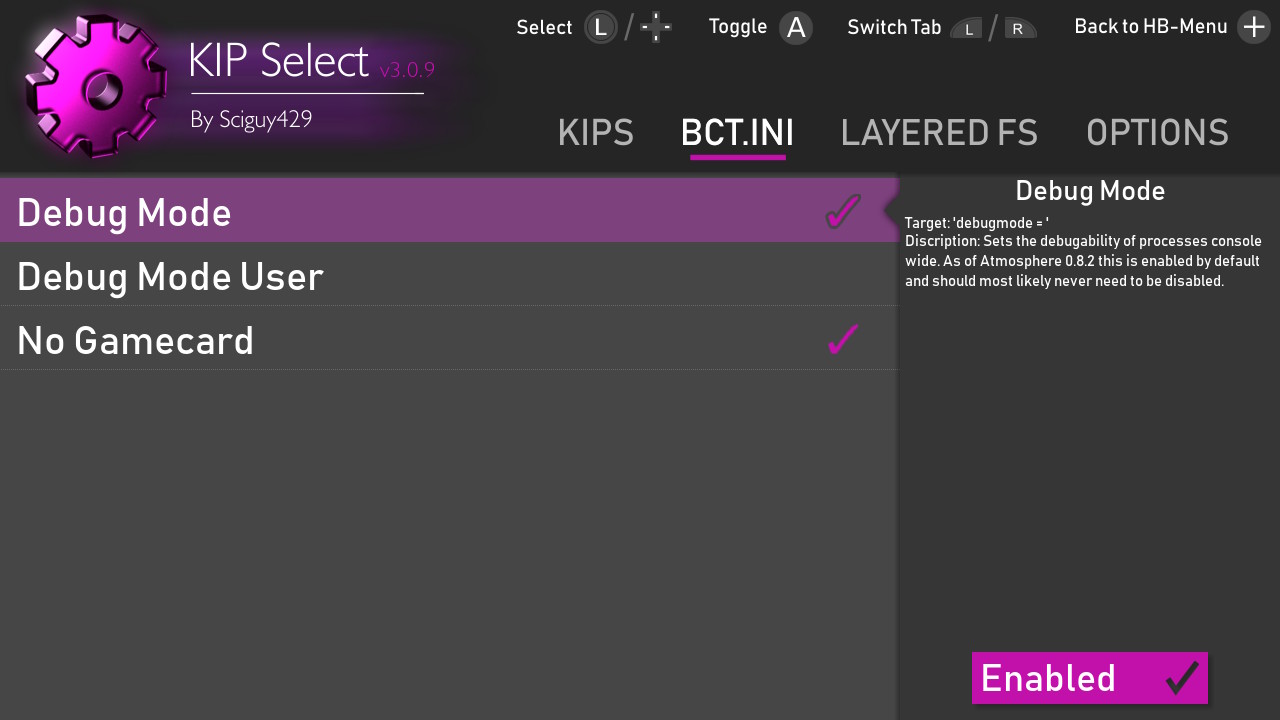 Select L / Toggle A Switch Tab L / R Back to HB-Menu +
KIP Select v3.0.9
By Sciguy429
KIPS BCT.INI LAYERED FS OPTIONS
Debug Mode
Debug Mode User
No Gamecard
Debug Mode
Target: 'debugmode = '
Discription: Sets the debugability of processes console
wide. As of Atmosphere 0.8.2 this is enabled by default
and should most likely never need to be disabled.
Enabled